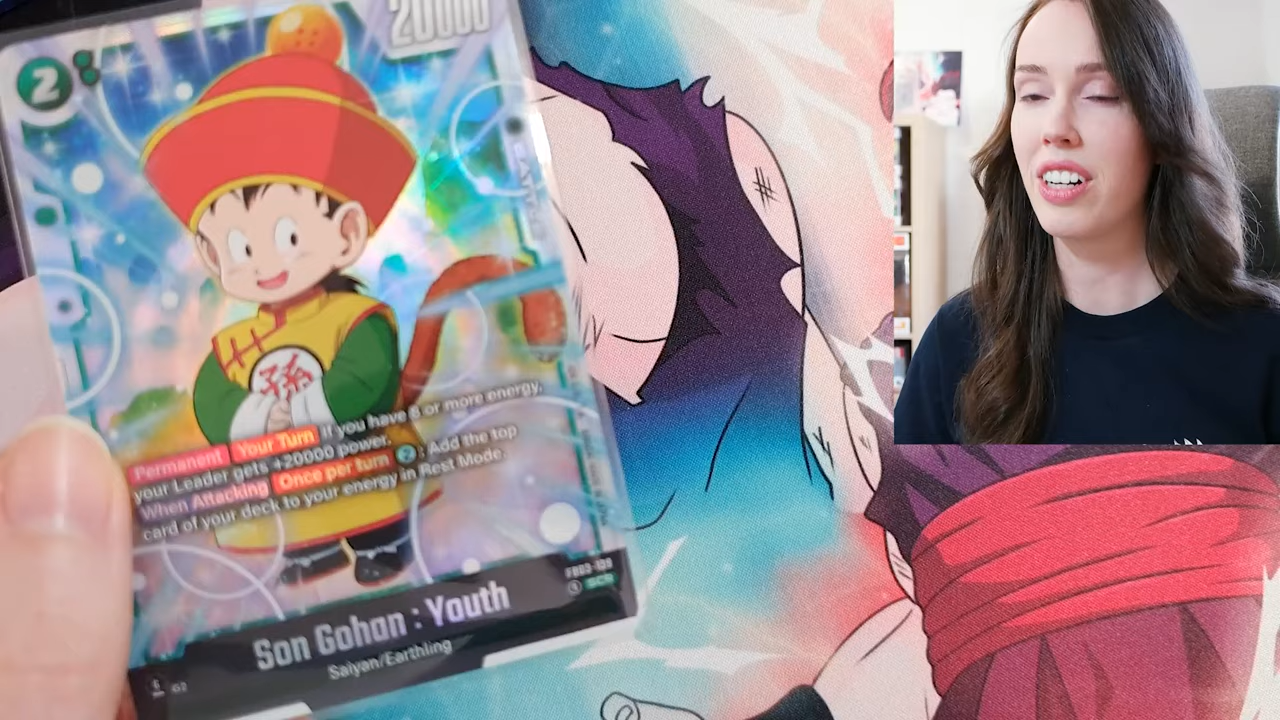 20000
2
孫
Permanent Your Turn If you have 8 or more energy,
your Leader gets +20000 power.
When Attacking Once per turn 2 : Add the top
card of your deck to your energy in Rest Mode.
SCR
Son Gohan : Youth
Saiyan/Earthling